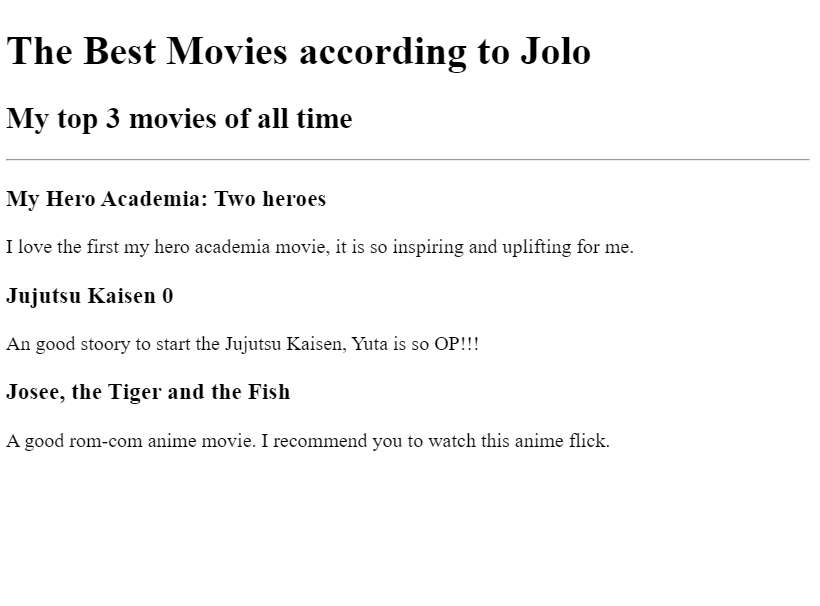 The Best Movies according to Jolo
My top 3 movies of all time
My Hero Academia: Two heroes
I love the first my hero academia movie, it is so inspiring and uplifting for me.
Jujutsu Kaisen 0
An good stoory to start the Jujutsu Kaisen, Yuta is so OP!!!
Josee, the Tiger and the Fish
A good rom-com anime movie. I recommend you to watch this anime flick.